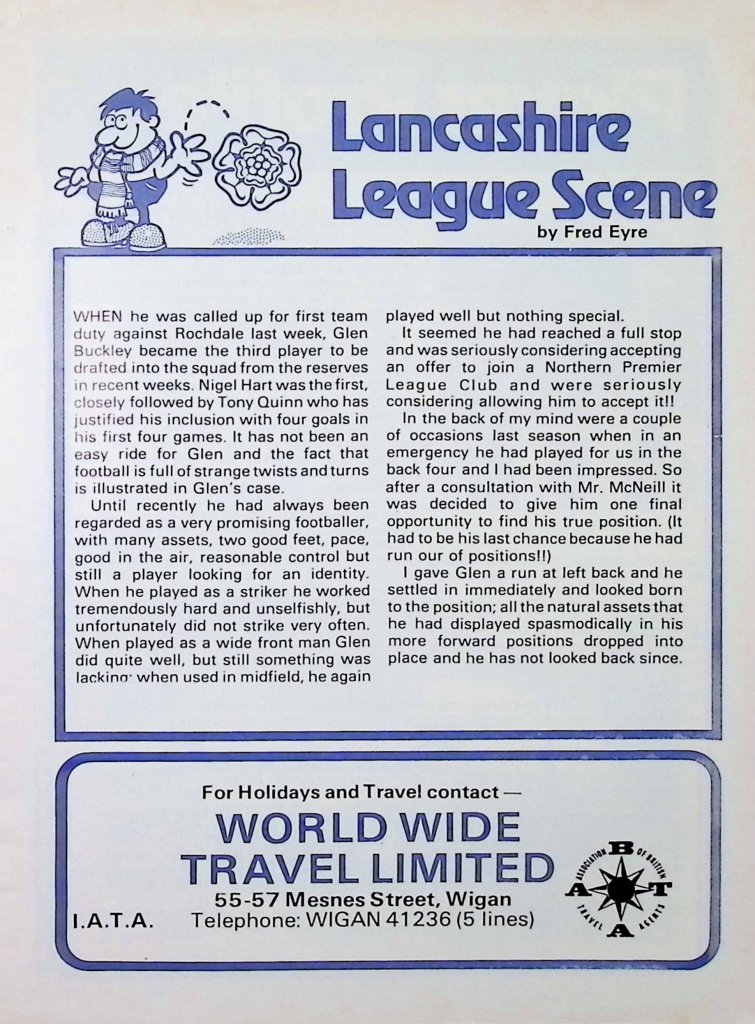 Lancashire
League Scene
by Fred Eyre
WHEN he was called up for first team
duty against Rochdale last week, Glen
Buckley became the third player to be
drafted into the squad from the reserves
in recent weeks. Nigel Hart was the first,
closely followed by Tony Quinn who has
justified his inclusion with four goals in
his first four games. It has not been an
easy ride for Glen and the fact that
football is full of strange twists and turns
is illustrated in Glen's case.
Until recently he had always been
regarded as a very promising footballer,
with many assets, two good feet, pace,
good in the air, reasonable control but
still a player looking for an identity.
When he played as a striker he worked
tremendously hard and unselfishly, but
unfortunately did not strike very often.
When played as a wide front man Glen
did quite well, but still something was
lacking· when used in midfield, he again
played well but nothing special.
It seemed he had reached a full stop
and was seriously considering accepting
an offer to join a Northern Premier
League Club and were seriously
considering allowing him to accept it!!
In the back of my mind were a couple
of occasions last season when in an
emergency he had played for us in the
back four and I had been impressed. So
after a consultation with Mr. McNeill it
was decided to give him one final
opportunity to find his true position. (It
had to be his last chance because he had
run our of positions!!)
I gave Glen a run at left back and he
settled in immediately and looked born
to the position; all the natural assets that
he had displayed spasmodically in his
more forward positions dropped into
place and he has not looked back since.
For Holidays and Travel contact —
WORLD WIDE
TRAVEL LIMITED
55-57 Mesnes Street, Wigan
I.A.T.A. Telephone: WIGAN 41236 (5 lines)
ASSOCIATION OF BRITISH
TRAVEL AGENTS
A B T A